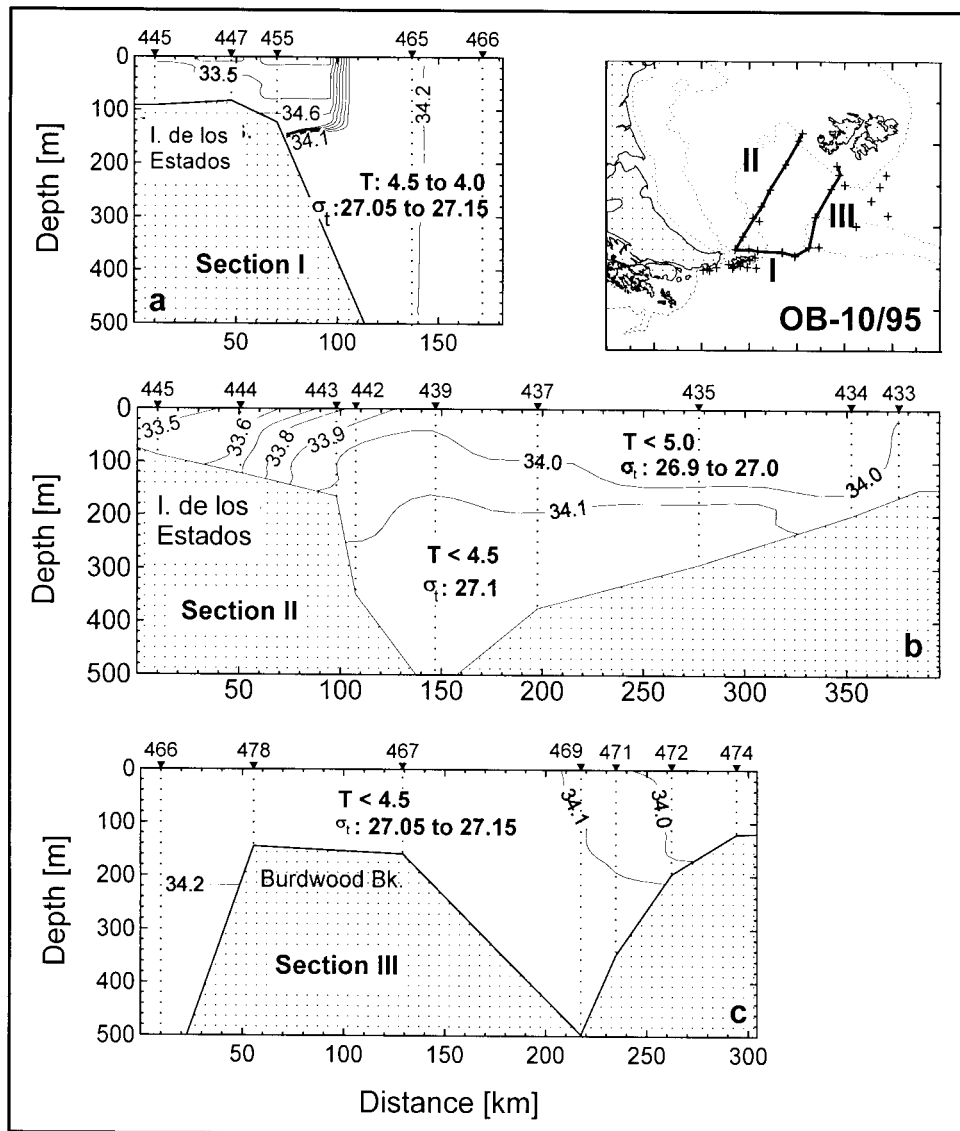 445 447 455 465 466
0
100
200
300
400
500
Depth [m]
33.5
34.6
34.1
34.2
I. de los
Estados
T: 4.5 to 4.0
σt: 27.05 to 27.15
Section I
a
50 100 150
II
III
I
OB-10/95
445 444 443 442 439 437 435 434 433
0
100
200
300
400
500
Depth [m]
33.5
33.6
33.8
33.9
34.0
34.0
34.1
T < 5.0
σt: 26.9 to 27.0
I. de los
Estados
T < 4.5
σt: 27.1
Section II
b
50 100 150 200 250 300 350
466 478 467 469 471 472 474
0
100
200
300
400
500
Depth [m]
T < 4.5
σt: 27.05 to 27.15
34.1
34.0
34.2
Burdwood Bk.
Section III
c
50 100 150 200 250 300
Distance [km]